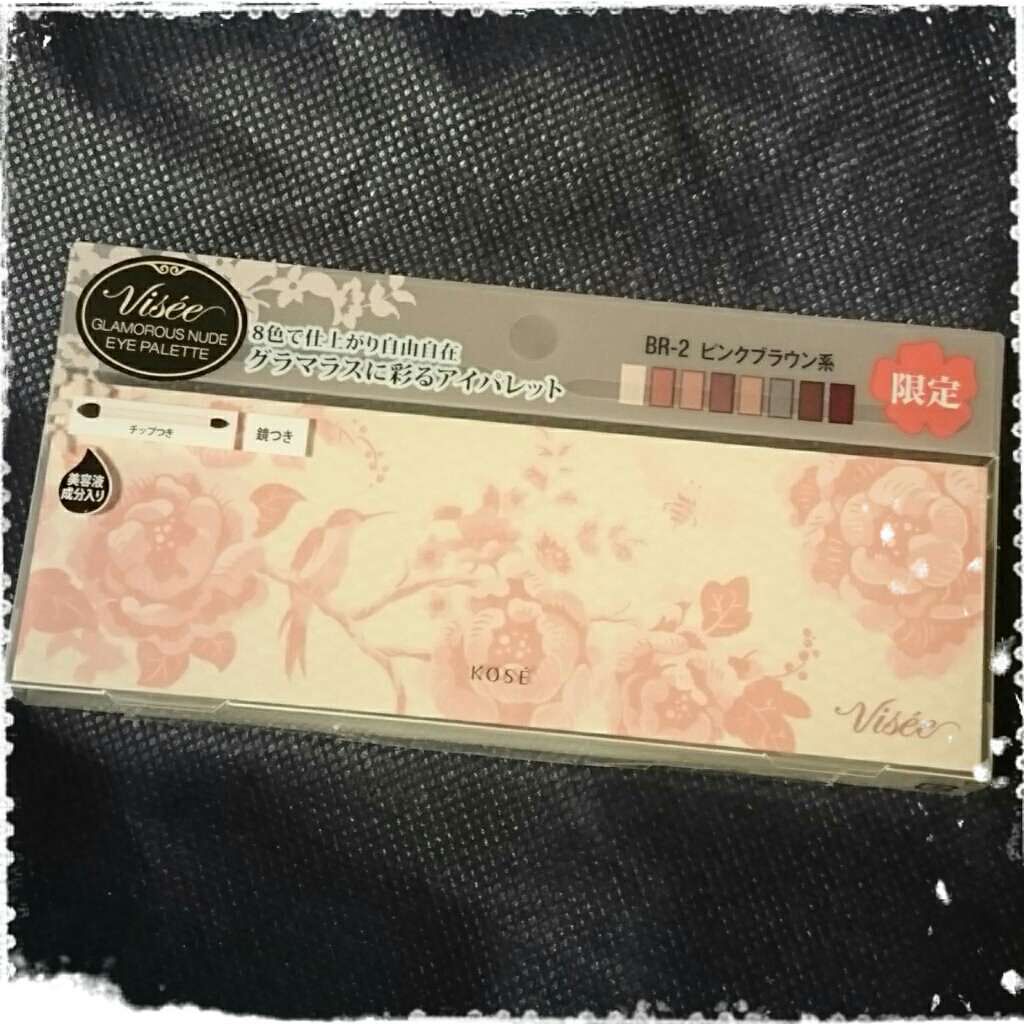 Visée
GLAMOROUS NUDE
EYE PALETTE
8色で仕上がり自由自在
グラマラスに彩るアイパレット
BR-2 ピンクブラウン系
限定
チップつき
鏡つき
美容液
成分入り
KOSÉ
Visée